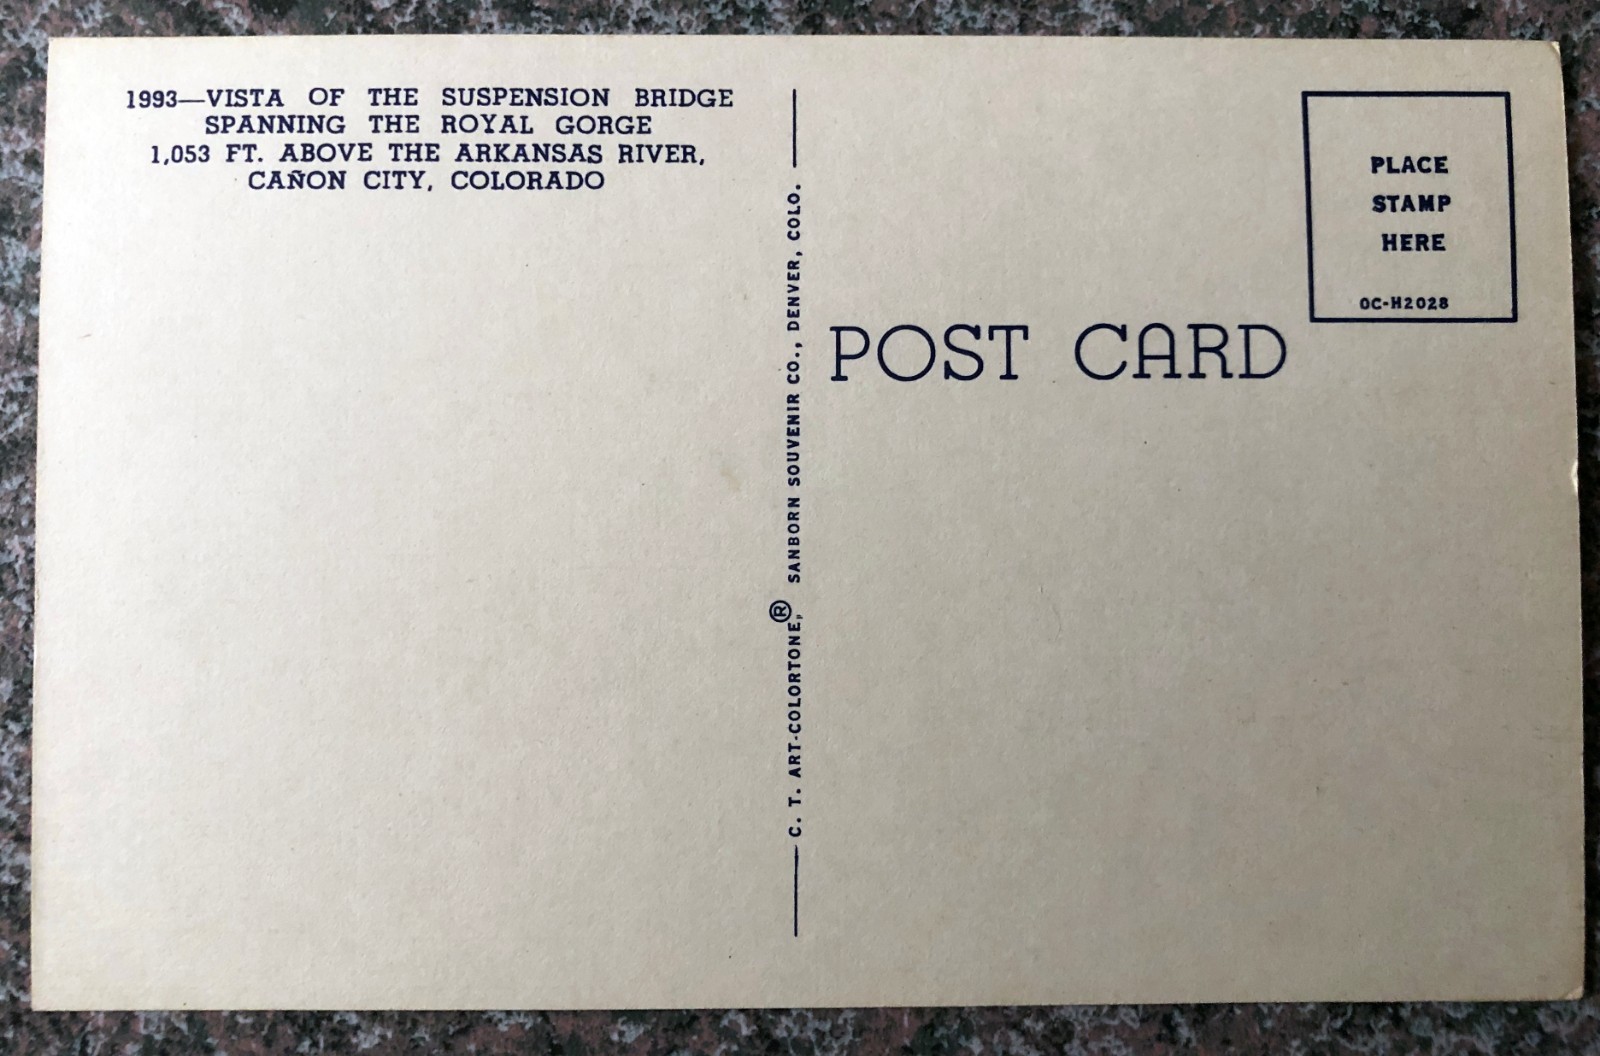 1993—VISTA OF THE SUSPENSION BRIDGE
SPANNING THE ROYAL GORGE
1,053 FT. ABOVE THE ARKANSAS RIVER,
CAÑON CITY, COLORADO
C. T. ART-COLORTONE,® SANBORN SOUVENIR CO., DENVER, COLO.
POST CARD
PLACE
STAMP
HERE
OC-H2028